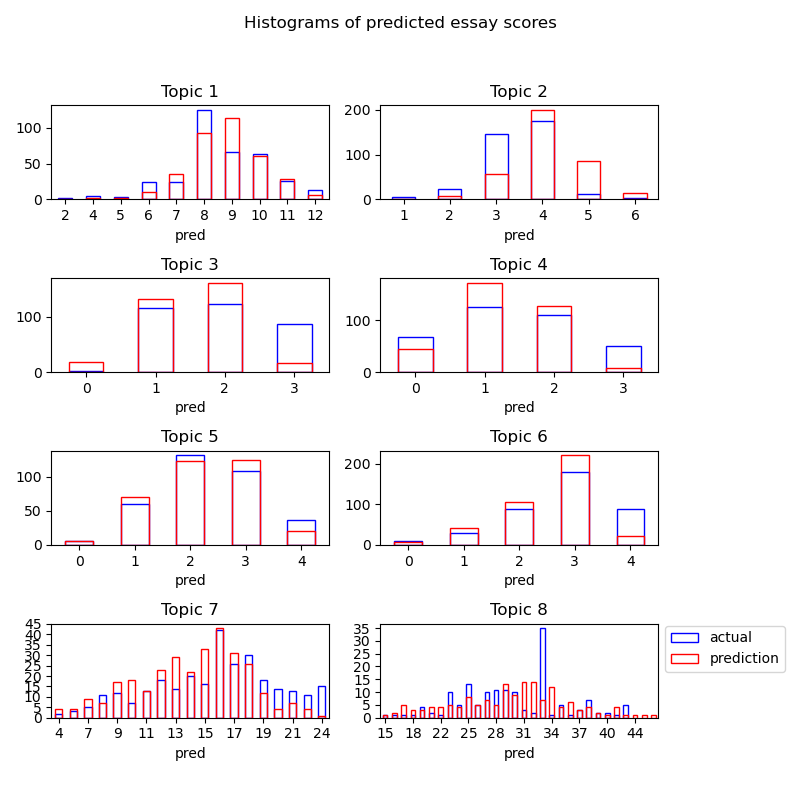 Histograms of predicted essay scores
Topic 1
100
50
0
2 4 5 6 7 8 9 10 11 12
pred
Topic 2
200
100
0
1 2 3 4 5 6
pred
Topic 3
100
0
0 1 2 3
pred
Topic 4
100
0
0 1 2 3
pred
Topic 5
100
50
0
0 1 2 3 4
pred
Topic 6
200
100
0
0 1 2 3 4
pred
Topic 7
45
40
35
30
25
20
15
10
5
0
4 7 9 11 13 15 17 19 21 24
pred
Topic 8
35
30
25
20
15
10
5
0
15 18 22 25 28 31 34 37 40 44
pred
actual
prediction